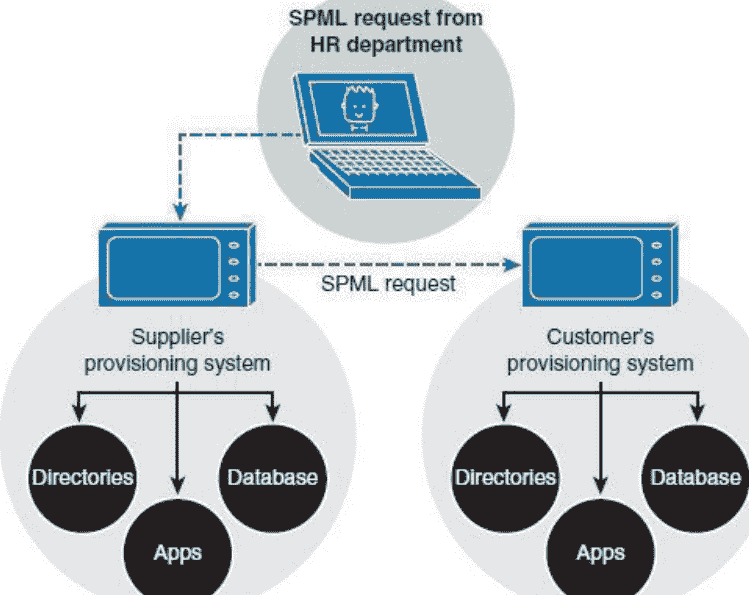 SPML request from
HR department
SPML request
Supplier's
provisioning system
Customer's
provisioning system
Directories
Database
Apps
Directories
Database
Apps